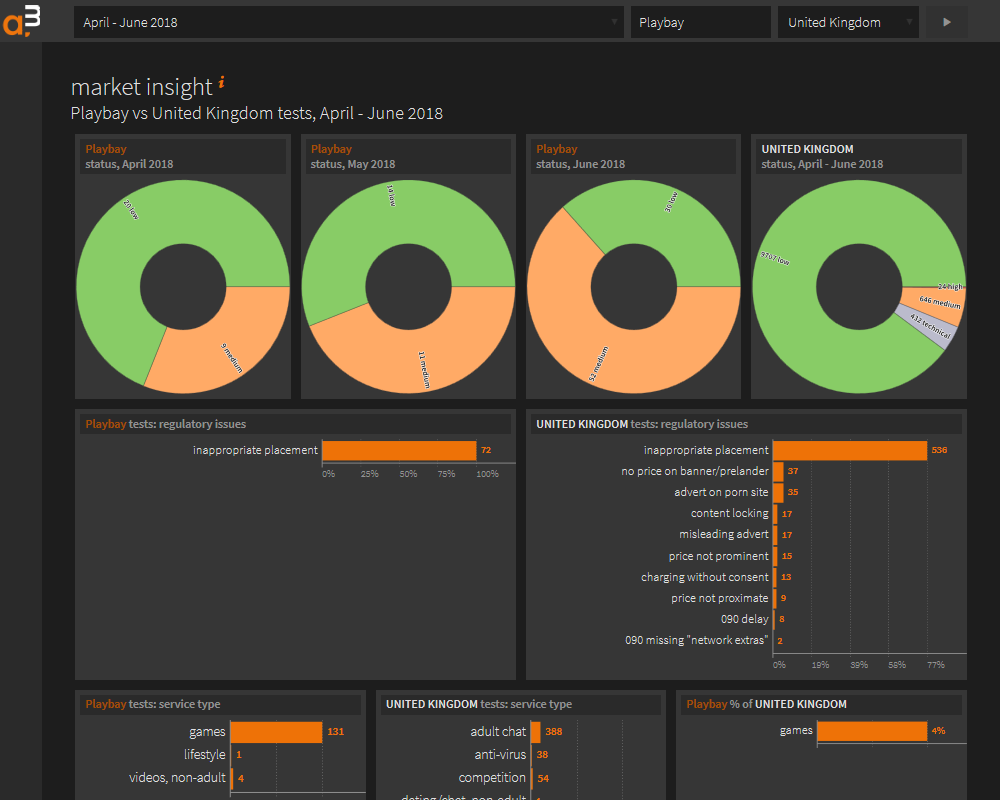 a.3
April - June 2018
Playbay
United Kingdom
market insight i
Playbay vs United Kingdom tests, April - June 2018
Playbay
status, April 2018
20 low
9 medium
Playbay
status, May 2018
14 low
11 medium
Playbay
status, June 2018
30 low
52 medium
UNITED KINGDOM
status, April - June 2018
9707 low
24 high
646 medium
412 technical
Playbay tests: regulatory issues
inappropriate placement 72
0% 25% 50% 75% 100%
UNITED KINGDOM tests: regulatory issues
inappropriate placement 536
no price on banner/prelander 37
advert on porn site 35
content locking 17
misleading advert 17
price not prominent 15
charging without consent 13
price not proximate 9
090 delay 8
090 missing "network extras" 2
0% 19% 39% 58% 77%
Playbay tests: service type
games 131
lifestyle 1
videos, non-adult 4
UNITED KINGDOM tests: service type
adult chat 388
anti-virus 38
competition 54
dating/chat, non-adult
Playbay % of UNITED KINGDOM
games 4%